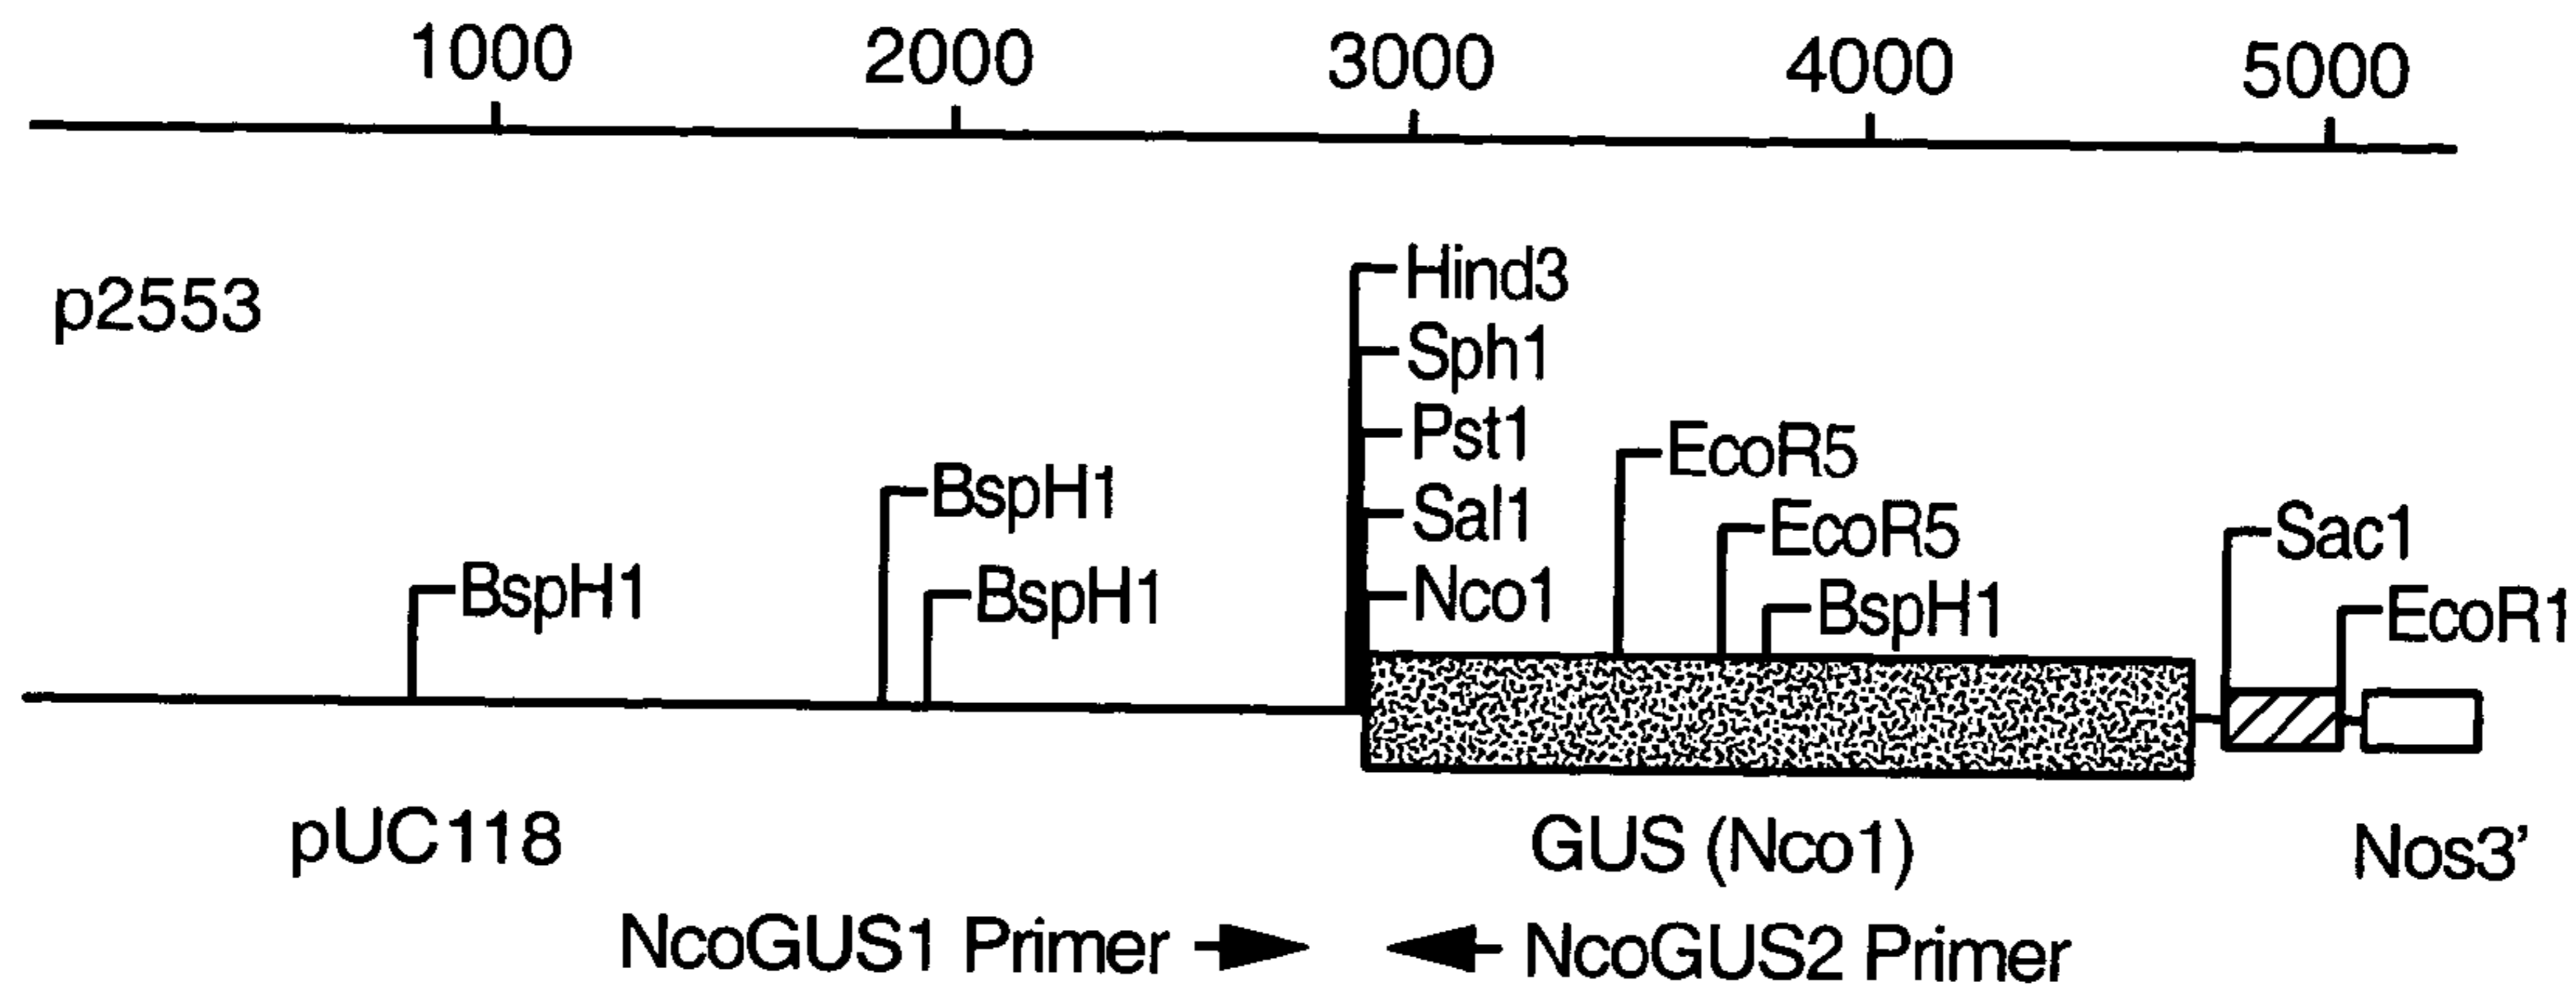 1000 2000 3000 4000 5000
p2553
Hind3
Sph1
Pst1
Sal1
Nco1
EcoR5
EcoR5
BspH1
BspH1
BspH1
BspH1
Sac1
EcoR1
pUC118
GUS (Nco1)
Nos3’
NcoGUS1 Primer
NcoGUS2 Primer